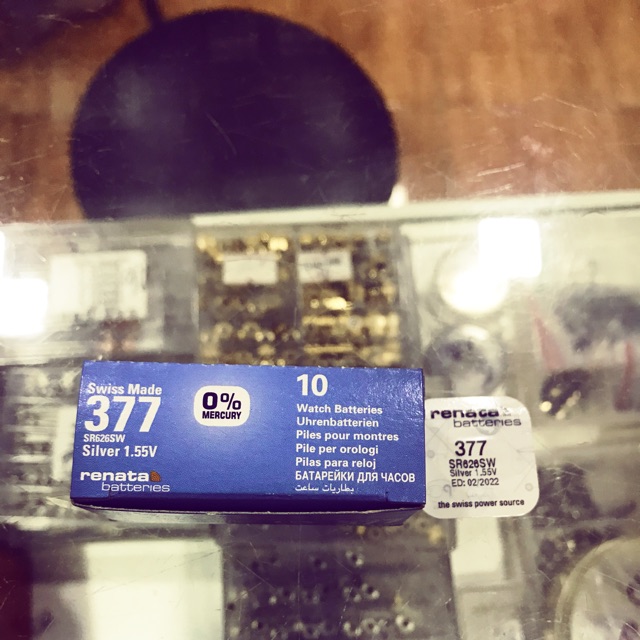 Swiss Made
377
SR626SW
Silver 1.55V
renata
batteries
0%
MERCURY
10
Watch Batteries
Uhrenbatterien
Piles pour montres
Pile per orologi
Pilas para reloj
БАТАРЕЙКИ ДЛЯ ЧАСОВ
بطاريات ساعت
renata
batteries
377
SR626SW
Silver 1.55V
ED: 02/2022
the swiss power source